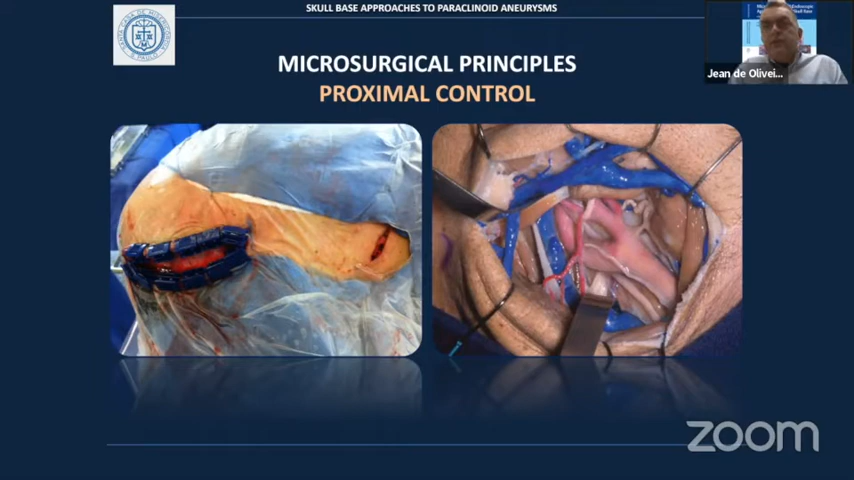 SKULL BASE APPROACHES TO PARACLINOID ANEURYSMS
MICROSURGICAL PRINCIPLES
PROXIMAL CONTROL
Jean de Olivei...
zoom